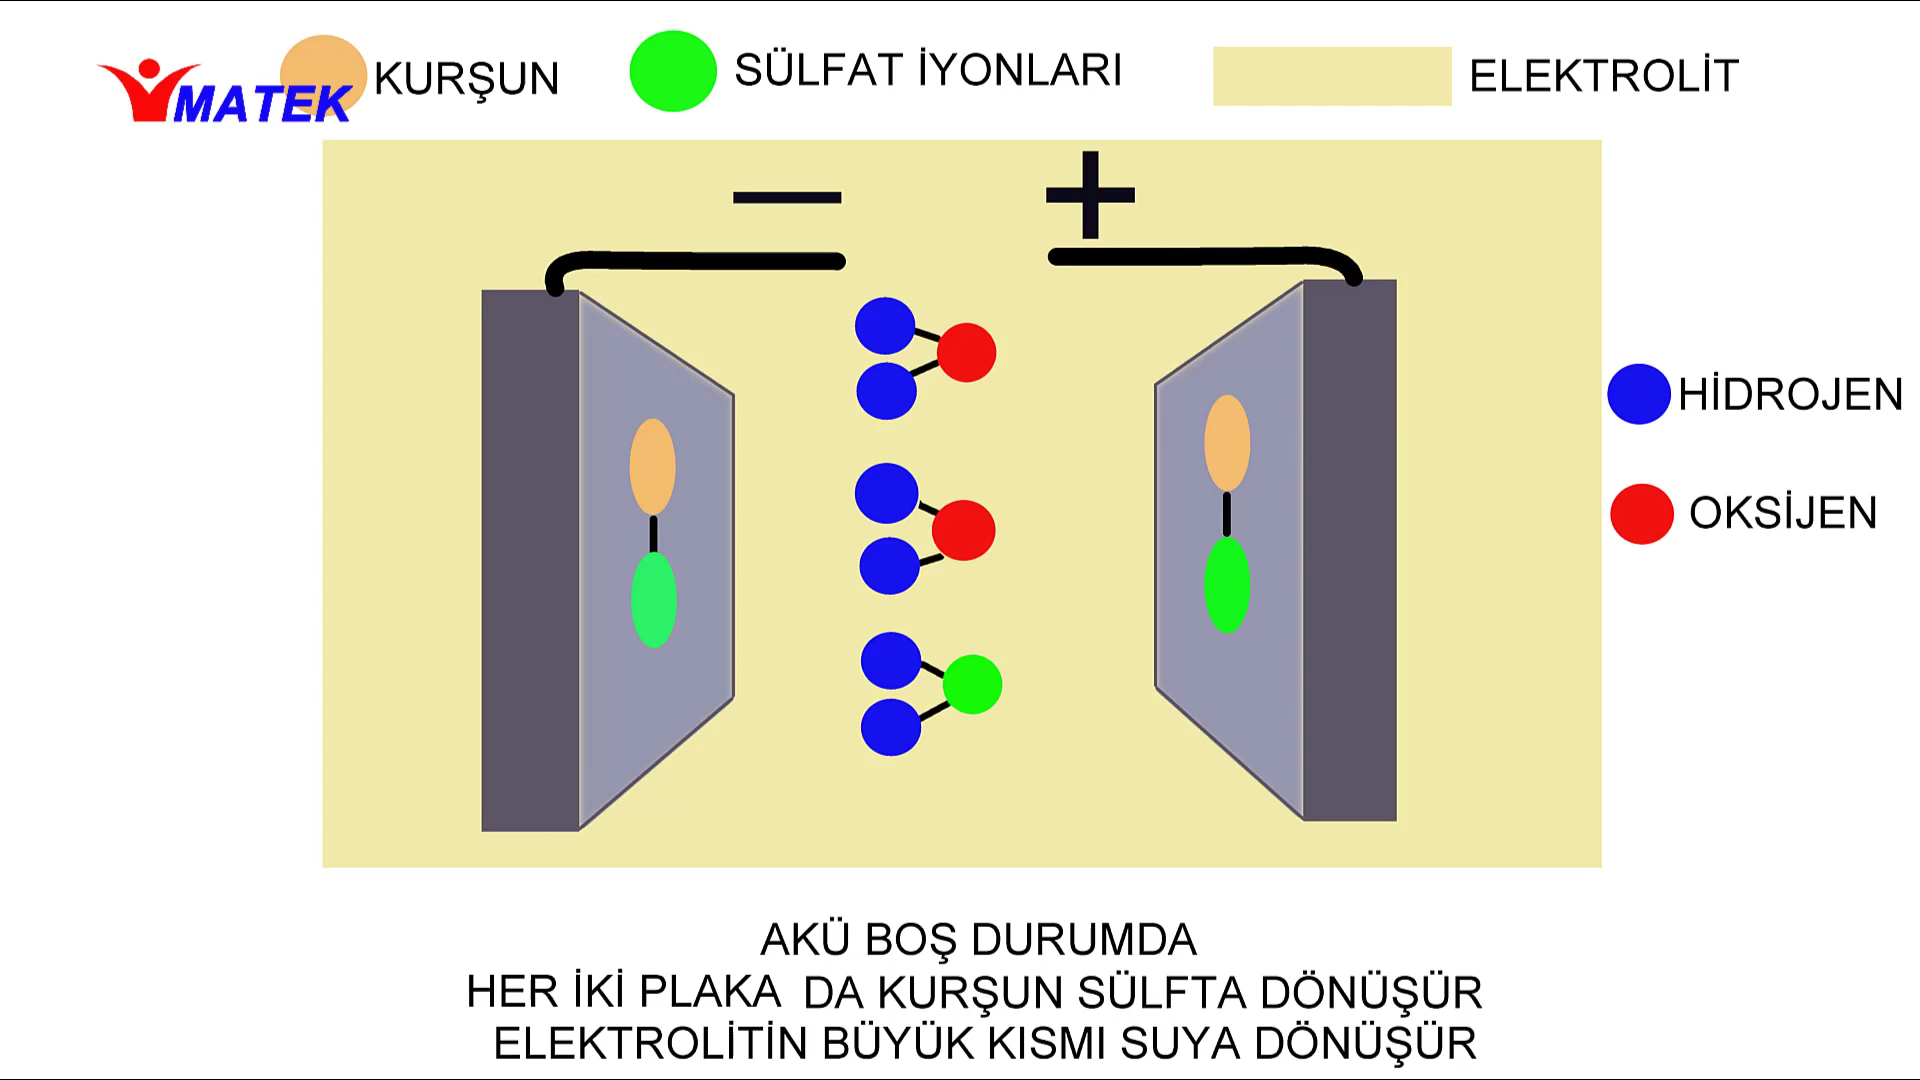 MATEK
KURŞUN
SÜLFAT İYONLARI
ELEKTROLİT
HİDROJEN
OKSİJEN
AKÜ BOŞ DURUMDA
HER İKİ PLAKA DA KURŞUN SÜLFTA DÖNÜŞÜR
ELEKTROLİTİN BÜYÜK KISMI SUYA DÖNÜŞÜR